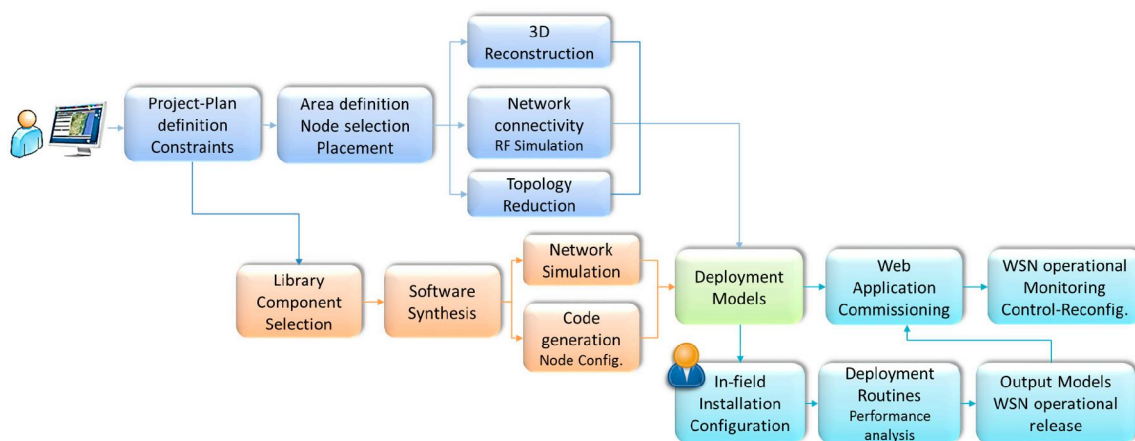 3D
Reconstruction
Project-Plan
definition
Constraints
Area definition
Node selection
Placement
Network
connectivity
RF Simulation
Topology
Reduction
Library
Component
Selection
Software
Synthesis
Network
Simulation
Code
generation
Node Config.
Deployment
Models
Web
Application
Commissioning
WSN operational
Monitoring
Control-Reconfig.
In-field
Installation
Configuration
Deployment
Routines
Performance
analysis
Output Models
WSN operational
release